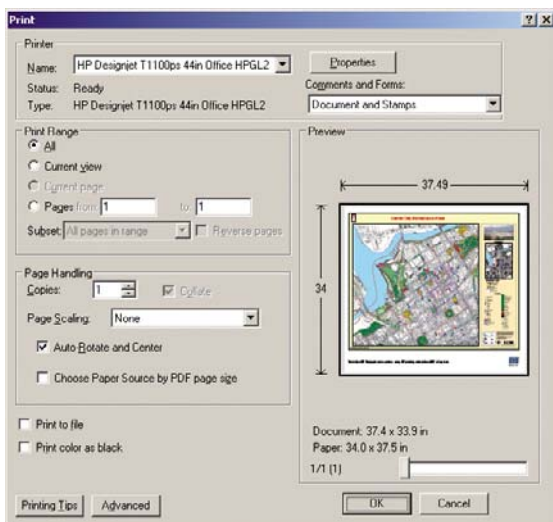 Print
Printer
Name: HP Designjet T1100ps 44in Office HPGL2
Properties
Status: Ready
Comments and Forms:
Type: HP Designjet T1100ps 44in Office HPGL2
Document and Stamps
Print Range
All
Current view
Current page
Pages from: 1 to: 1
Subset: All pages in range
Reverse pages
Page Handling
Copies: 1
Collate
Page Scaling: None
Auto Rotate and Center
Choose Paper Source by PDF page size
Print to file
Print color as black
Preview
37.49
34
Document: 37.4 x 33.9 in
Paper: 34.0 x 37.5 in
1/1 (1)
Printing Tips
Advanced
OK
Cancel